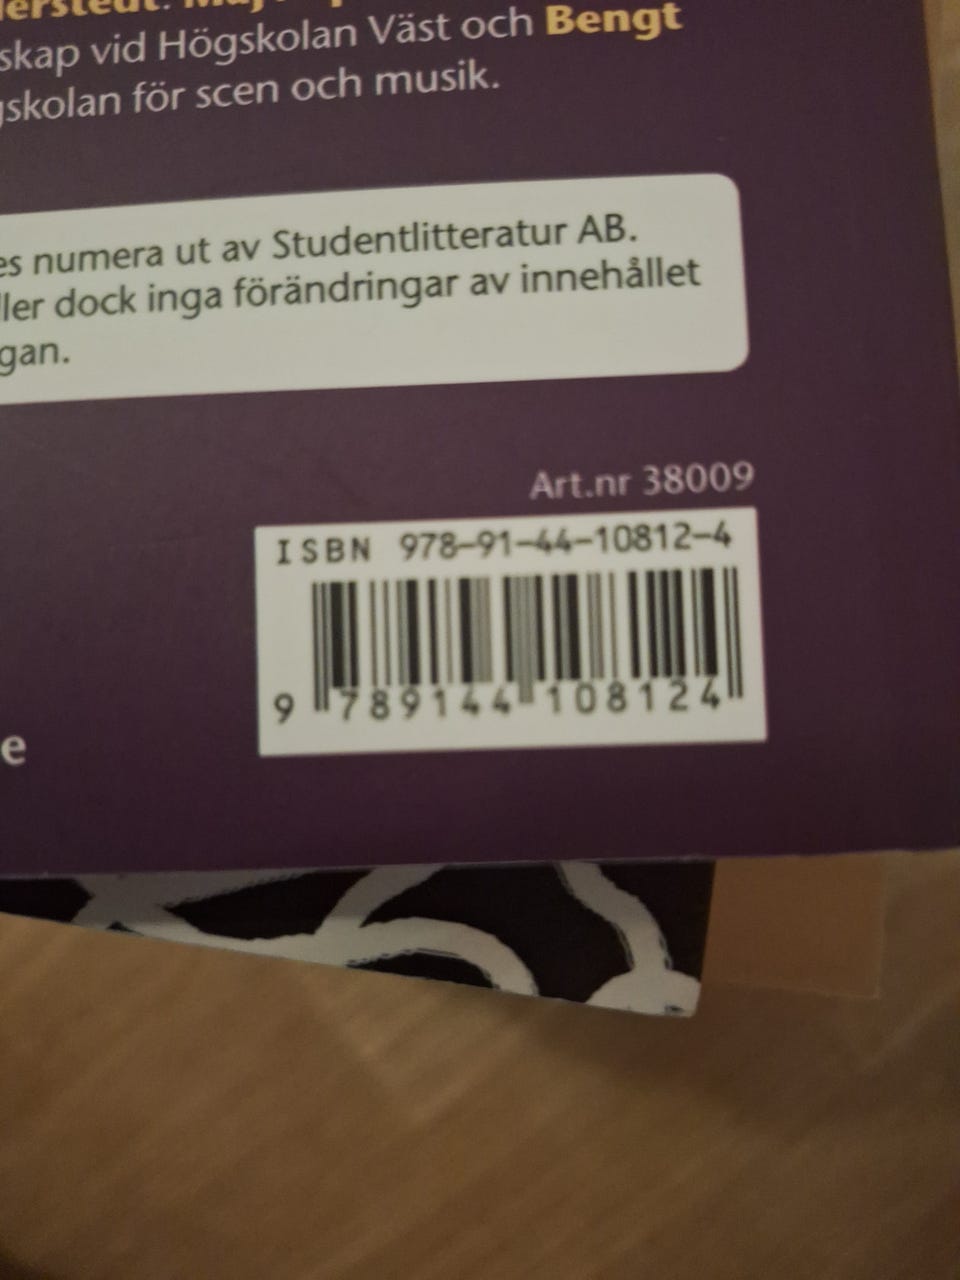 skap vid Högskolan Väst och Bengt
skolan för scen och musik.
es numera ut av Studentlitteratur AB.
ller dock inga förändringar av innehållet
gan.
Art.nr 38009
ISBN 978-91-44-10812-4
9 789144 108124
e